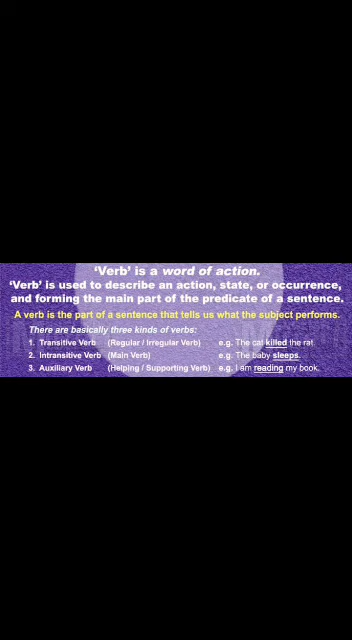 ‘Verb’ is a word of action.
‘Verb’ is used to describe an action, state, or occurrence,
and forming the main part of the predicate of a sentence.
A verb is the part of a sentence that tells us what the subject performs.
There are basically three kinds of verbs:
1. Transitive Verb (Regular / Irregular Verb) e.g. The cat killed the rat.
2. Intransitive Verb (Main Verb) e.g. The baby sleeps.
3. Auxiliary Verb (Helping / Supporting Verb) e.g. I am reading my book.